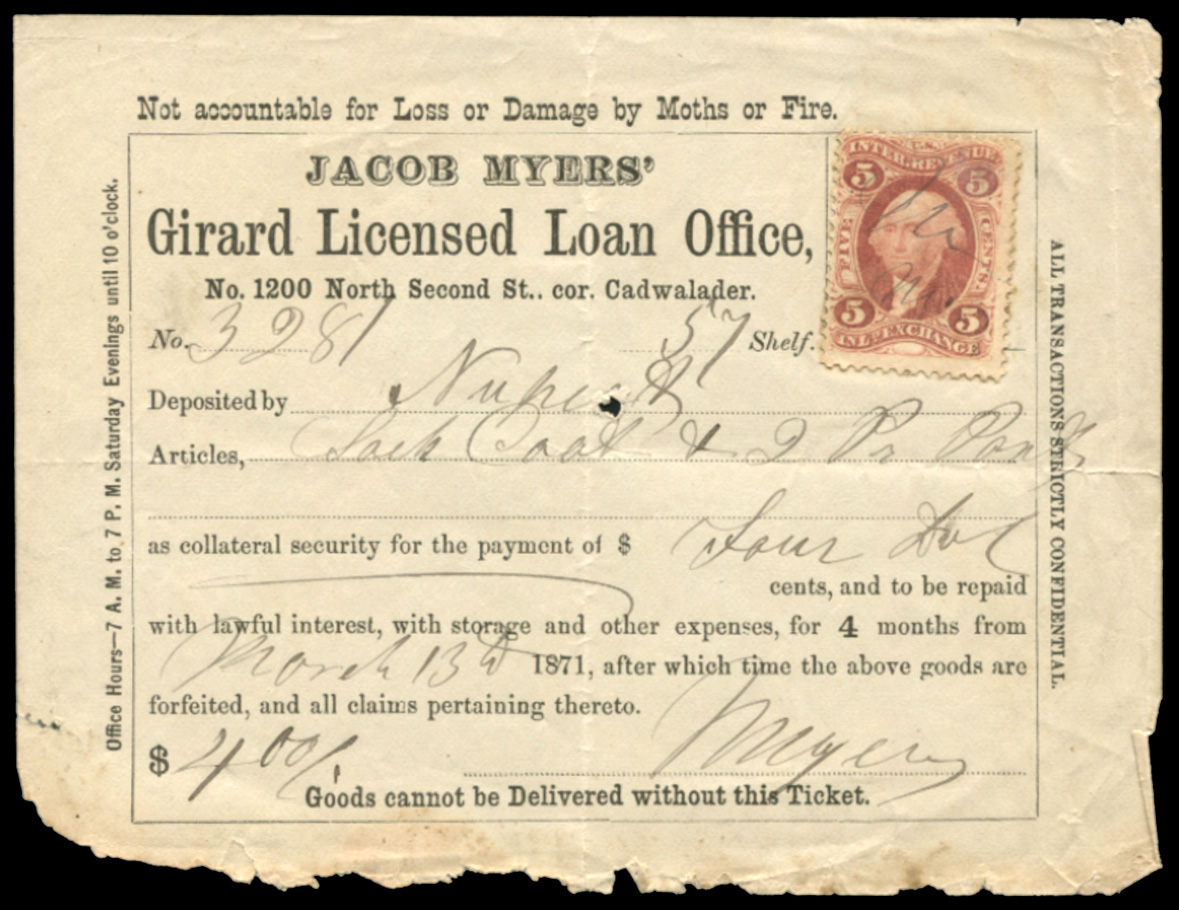 Not accountable for Loss or Damage by Moths or Fire.
JACOB MYERS'
Girard Licensed Loan Office,
No. 1200 North Second St., cor. Cadwalader.
INTER. REVENUE
5 5
FIVE CENTS.
5 5
INL. EXCHANGE
No. 3281 57 Shelf.
Deposited by
Articles, Sack Coat & 2 Pr Pants
as collateral security for the payment of $ Four Dol
cents, and to be repaid
with lawful interest, with storage and other expenses, for 4 months from
March 13th 1871, after which time the above goods are
forfeited, and all claims pertaining thereto.
$ 4 00/ Myers
Goods cannot be Delivered without this Ticket.
Office Hours—7 A. M. to 7 P. M. Saturday Evenings until 10 o'clock.
ALL TRANSACTIONS STRICTLY CONFIDENTIAL.